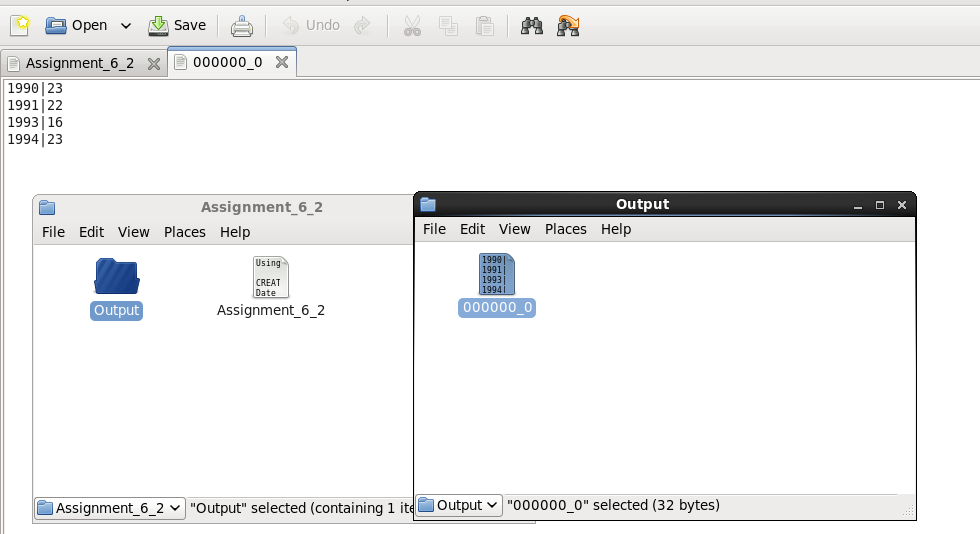 Open Save Undo
Assignment_6_2 000000_0
1990|23
1991|22
1993|16
1994|23
Assignment_6_2
File Edit View Places Help
Output
Using
CREAT
Date
Assignment_6_2
Assignment_6_2 "Output" selected (containing 1 ite
Output
File Edit View Places Help
1990|
1991|
1993|
1994|
000000_0
Output "000000_0" selected (32 bytes)